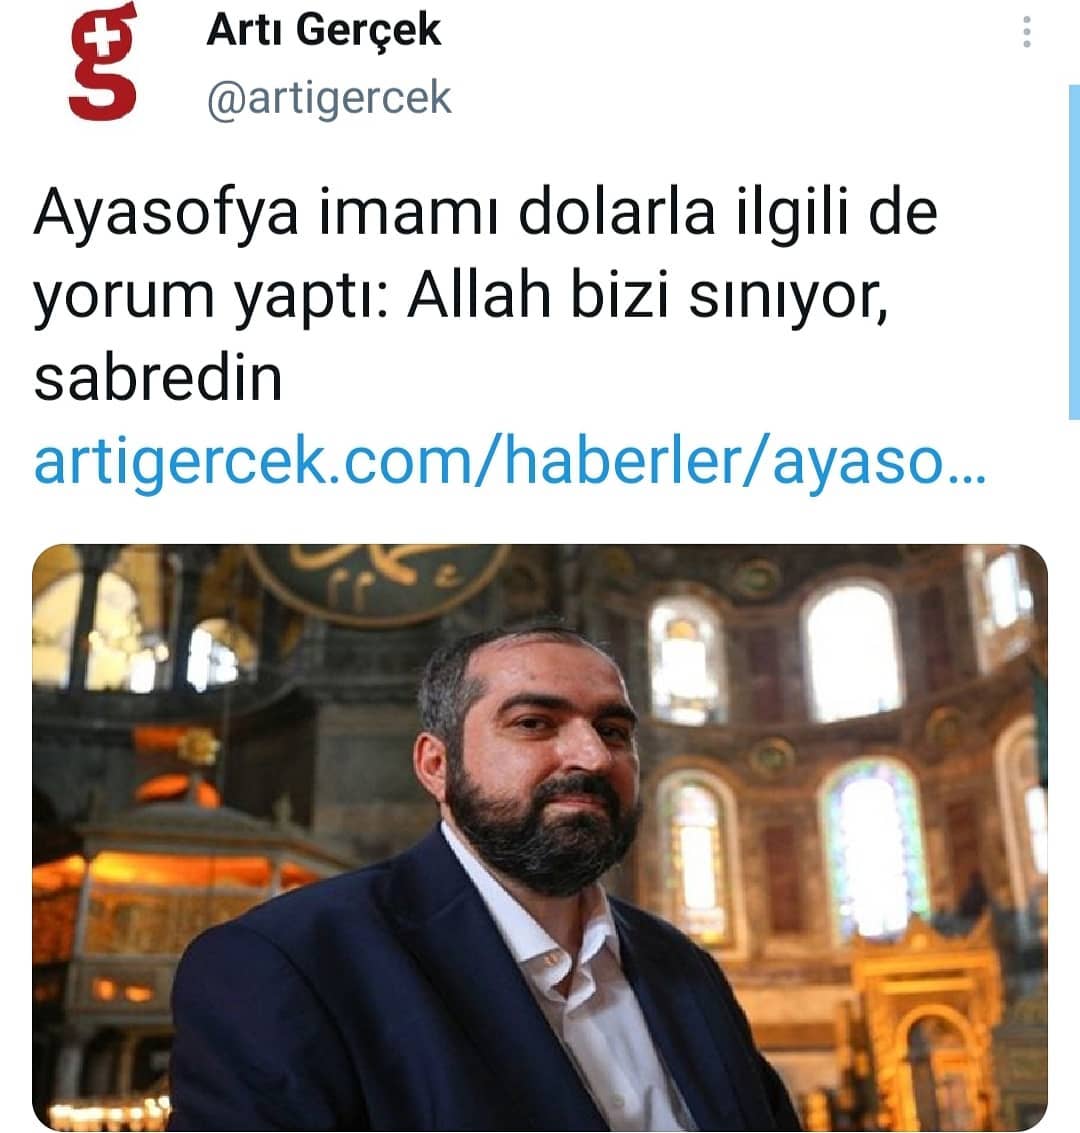 Artı Gerçek
@artigercek
Ayasofya imamı dolarla ilgili de
yorum yaptı: Allah bizi sınıyor,
sabredin
artigercek.com/haberler/ayaso...